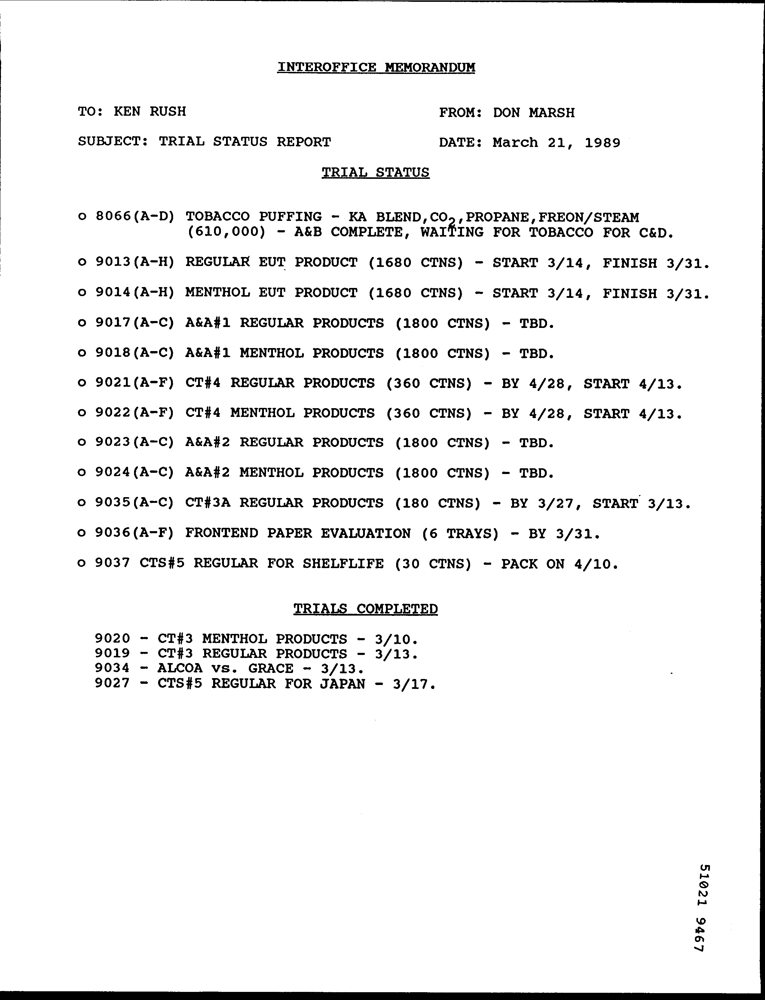 INTEROFFICE MEMORANDUM
TO: KEN RUSH FROM: DON MARSH
SUBJECT: TRIAL STATUS REPORT DATE: March 21, 1989
TRIAL STATUS
o 8066(A-D) TOBACCO PUFFING - KA BLEND,CO2,PROPANE,FREON/STEAM
(610,000) - A&B COMPLETE, WAITING FOR TOBACCO FOR C&D.
o 9013(A-H) REGULAR EUT PRODUCT (1680 CTNS) - START 3/14, FINISH 3/31.
o 9014(A-H) MENTHOL EUT PRODUCT (1680 CTNS) - START 3/14, FINISH 3/31.
o 9017(A-C) A&A#1 REGULAR PRODUCTS (1800 CTNS) - TBD.
o 9018(A-C) A&A#1 MENTHOL PRODUCTS (1800 CTNS) - TBD.
o 9021(A-F) CT#4 REGULAR PRODUCTS (360 CTNS) - BY 4/28, START 4/13.
o 9022(A-F) CT#4 MENTHOL PRODUCTS (360 CTNS) - BY 4/28, START 4/13.
o 9023(A-C) A&A#2 REGULAR PRODUCTS (1800 CTNS) - TBD.
o 9024(A-C) A&A#2 MENTHOL PRODUCTS (1800 CTNS) - TBD.
o 9035(A-C) CT#3A REGULAR PRODUCTS (180 CTNS) - BY 3/27, START 3/13.
o 9036(A-F) FRONTEND PAPER EVALUATION (6 TRAYS) - BY 3/31.
o 9037 CTS#5 REGULAR FOR SHELFLIFE (30 CTNS) - PACK ON 4/10.
TRIALS COMPLETED
9020 - CT#3 MENTHOL PRODUCTS - 3/10.
9019 - CT#3 REGULAR PRODUCTS - 3/13.
9034 - ALCOA vs. GRACE - 3/13.
9027 - CTS#5 REGULAR FOR JAPAN - 3/17.
51021 9467